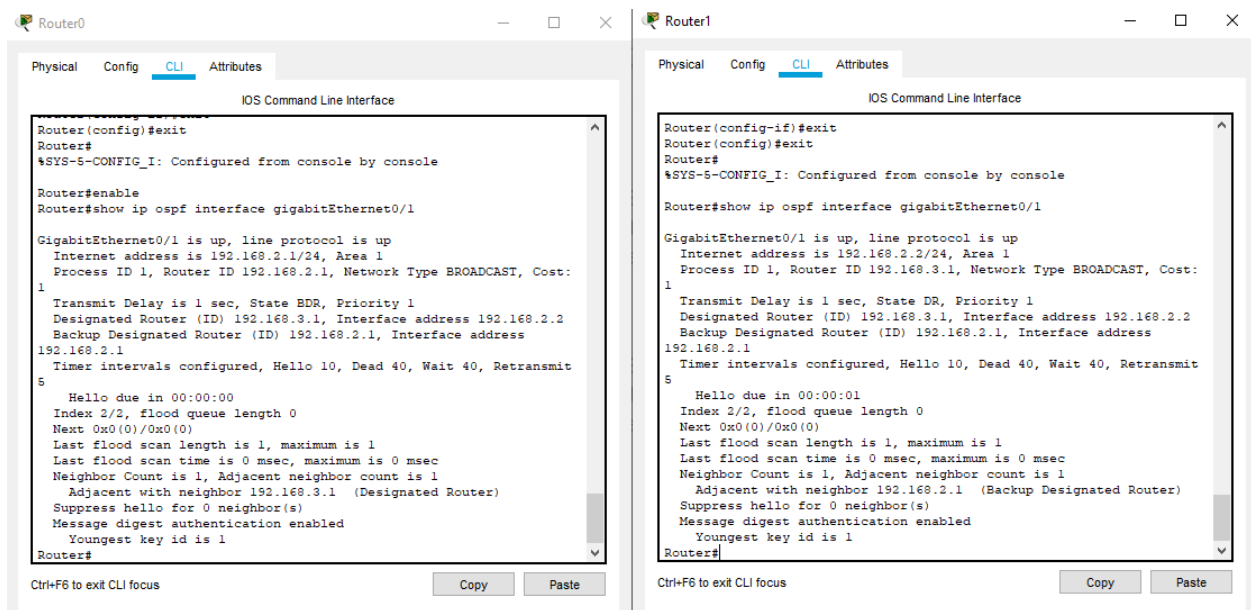 Router0
Physical Config CLI Attributes
IOS Command Line Interface
Router(config)#exit
Router#
%SYS-5-CONFIG_I: Configured from console by console
Router#enable
Router#show ip ospf interface gigabitEthernet0/1
GigabitEthernet0/1 is up, line protocol is up
Internet address is 192.168.2.1/24, Area 1
Process ID 1, Router ID 192.168.2.1, Network Type BROADCAST, Cost:
1
Transmit Delay is 1 sec, State BDR, Priority 1
Designated Router (ID) 192.168.3.1, Interface address 192.168.2.2
Backup Designated Router (ID) 192.168.2.1, Interface address
192.168.2.1
Timer intervals configured, Hello 10, Dead 40, Wait 40, Retransmit
5
Hello due in 00:00:00
Index 2/2, flood queue length 0
Next 0x0(0)/0x0(0)
Last flood scan length is 1, maximum is 1
Last flood scan time is 0 msec, maximum is 0 msec
Neighbor Count is 1, Adjacent neighbor count is 1
Adjacent with neighbor 192.168.3.1 (Designated Router)
Suppress hello for 0 neighbor(s)
Message digest authentication enabled
Youngest key id is 1
Router#
Ctrl+F6 to exit CLI focus
Copy Paste
Router1
Physical Config CLI Attributes
IOS Command Line Interface
Router(config-if)#exit
Router(config)#exit
Router#
%SYS-5-CONFIG_I: Configured from console by console
Router#show ip ospf interface gigabitEthernet0/1
GigabitEthernet0/1 is up, line protocol is up
Internet address is 192.168.2.2/24, Area 1
Process ID 1, Router ID 192.168.3.1, Network Type BROADCAST, Cost:
1
Transmit Delay is 1 sec, State DR, Priority 1
Designated Router (ID) 192.168.3.1, Interface address 192.168.2.2
Backup Designated Router (ID) 192.168.2.1, Interface address
192.168.2.1
Timer intervals configured, Hello 10, Dead 40, Wait 40, Retransmit
5
Hello due in 00:00:01
Index 2/2, flood queue length 0
Next 0x0(0)/0x0(0)
Last flood scan length is 1, maximum is 1
Last flood scan time is 0 msec, maximum is 0 msec
Neighbor Count is 1, Adjacent neighbor count is 1
Adjacent with neighbor 192.168.2.1 (Backup Designated Router)
Suppress hello for 0 neighbor(s)
Message digest authentication enabled
Youngest key id is 1
Router#
Ctrl+F6 to exit CLI focus
Copy Paste